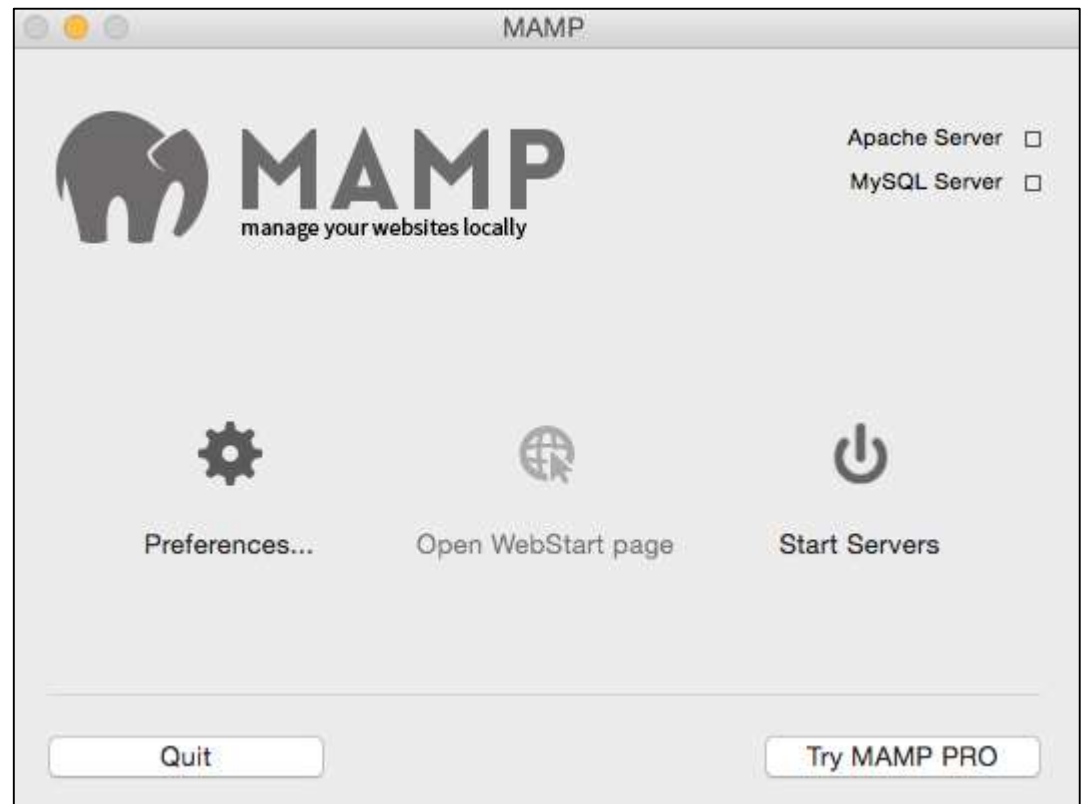 MAMP
MAMP
manage your websites locally
Apache Server
MySQL Server
Preferences...
Open WebStart page
Start Servers
Quit
Try MAMP PRO